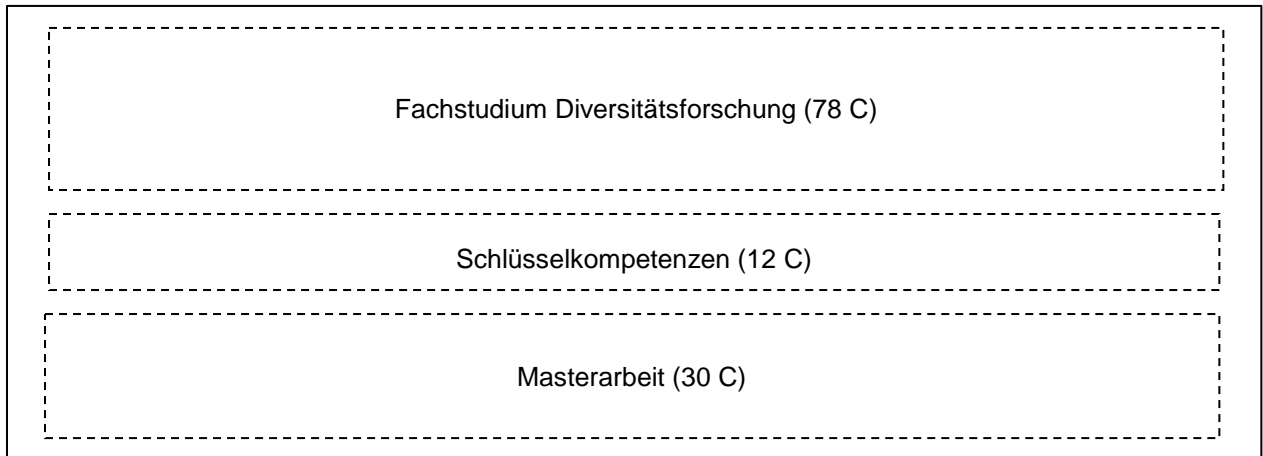 Fachstudium Diversitätsforschung (78 C)
Schlüsselkompetenzen (12 C)
Masterarbeit (30 C)